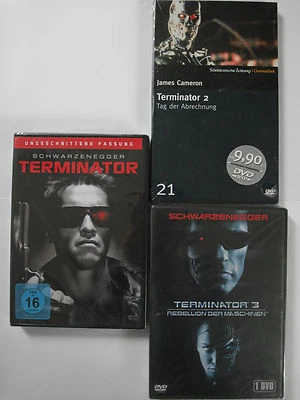 Süddeutsche Zeitung | Cinemathek
James Cameron
Terminator 2
Tag der Abrechnung
9,90
DVD
21
UNGESCHNITTENE FASSUNG
SCHWARZENEGGER
TERMINATOR
FSK
16
SCHWARZENEGGER
TERMINATOR 3
REBELLION DER MASCHINEN
DVD
1 DVD